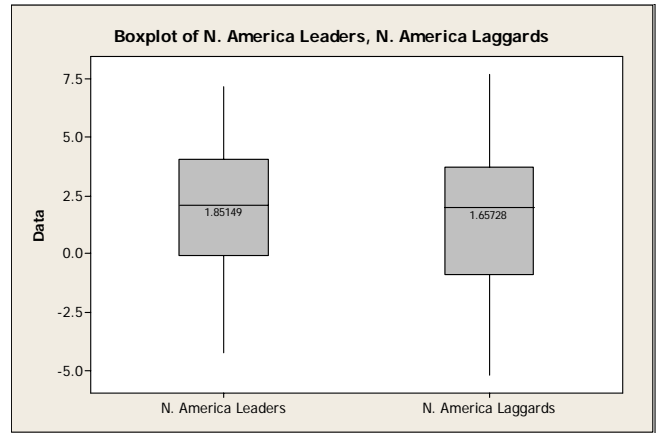 Boxplot of N. America Leaders, N. America Laggards
7.5
5.0
2.5
0.0
-2.5
-5.0
Data
1.85149
1.65728
N. America Leaders
N. America Laggards